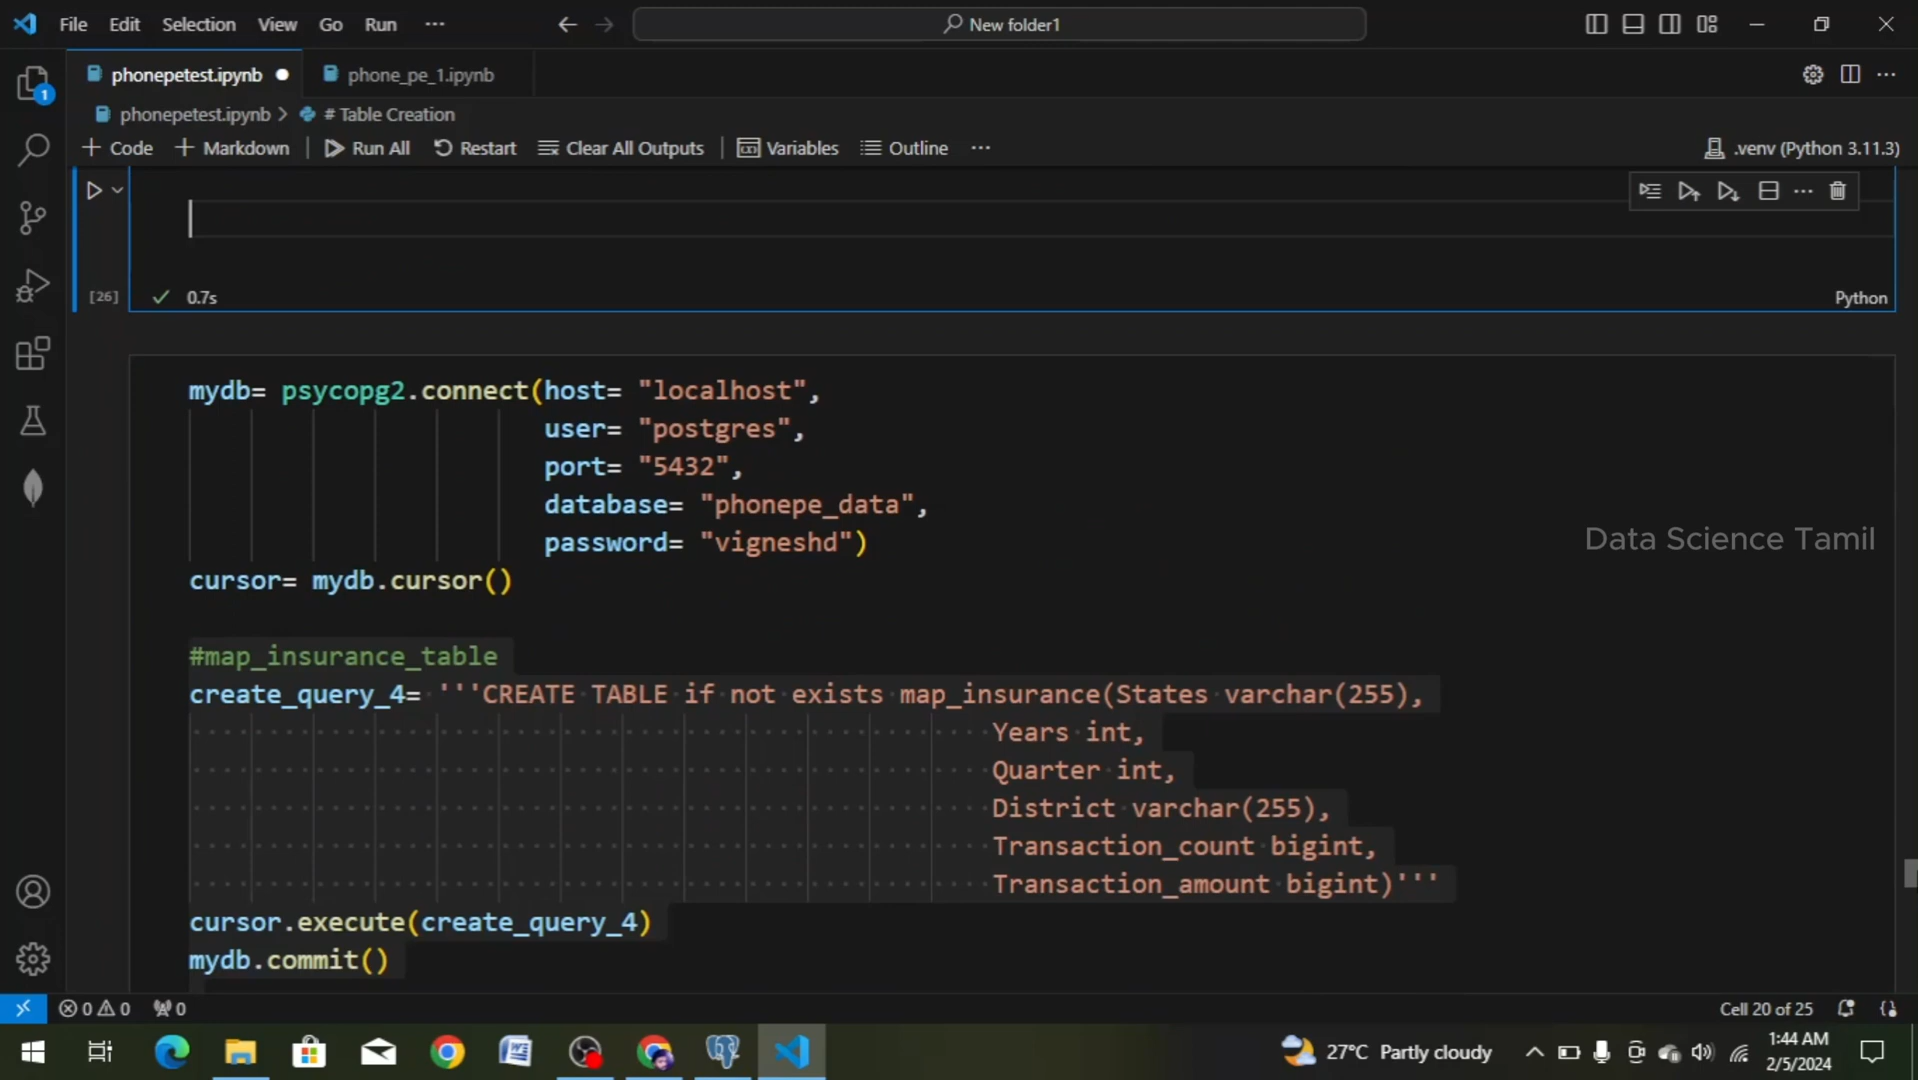 File Edit Selection View Go Run ··· New folder1
phonepetest.ipynb phone_pe_1.ipynb
phonepetest.ipynb > # Table Creation
+ Code + Markdown Run All Restart Clear All Outputs Variables Outline ··· .venv (Python 3.11.3)
[26] 0.7s Python
mydb= psycopg2.connect(host= "localhost",
user= "postgres",
port= "5432",
database= "phonepe_data",
password= "vigneshd")
Data Science Tamil
cursor= mydb.cursor()
#map_insurance_table
create_query_4= '''CREATE TABLE if not exists map_insurance(States varchar(255),
Years int,
Quarter int,
District varchar(255),
Transaction_count bigint,
Transaction_amount bigint)'''
cursor.execute(create_query_4)
mydb.commit()
0 0 0 Cell 20 of 25
27°C Partly cloudy 1:44 AM
2/5/2024
1